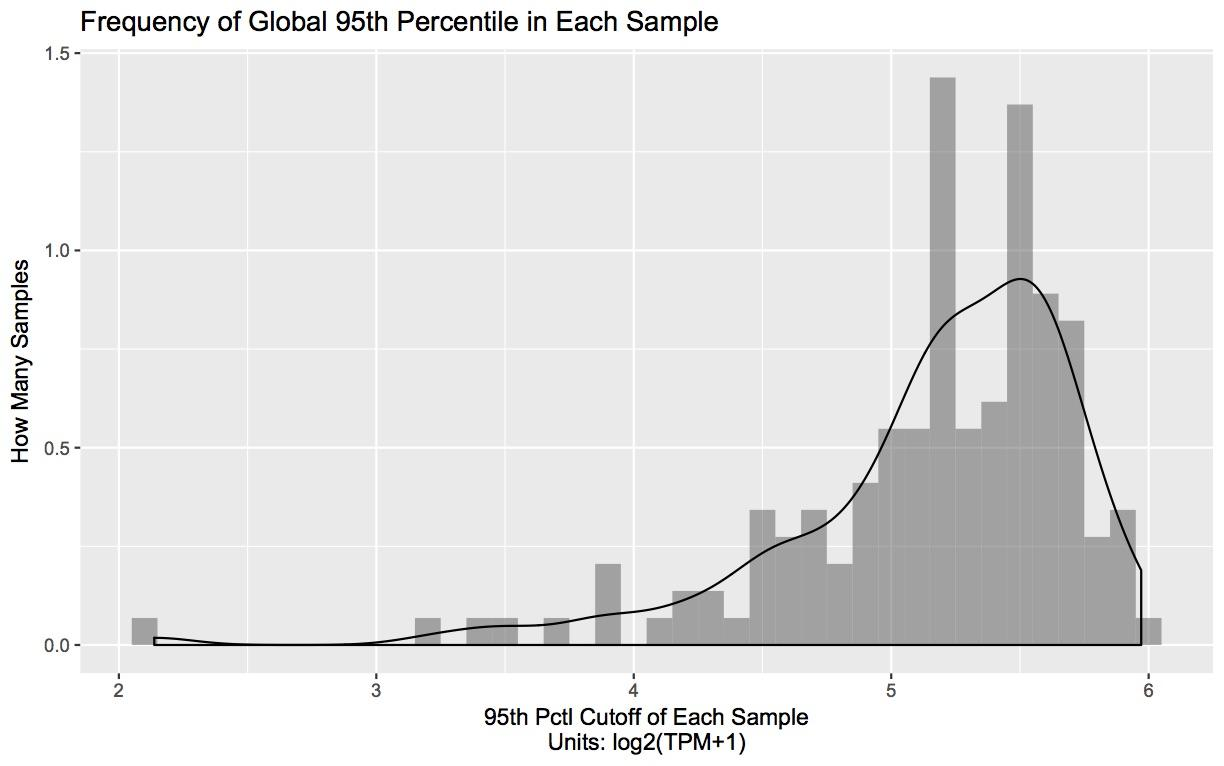 Frequency of Global 95th Percentile in Each Sample
How Many Samples
1.5
1.0
0.5
0.0
2 3 4 5 6
95th Pctl Cutoff of Each Sample
Units: log2(TPM+1)